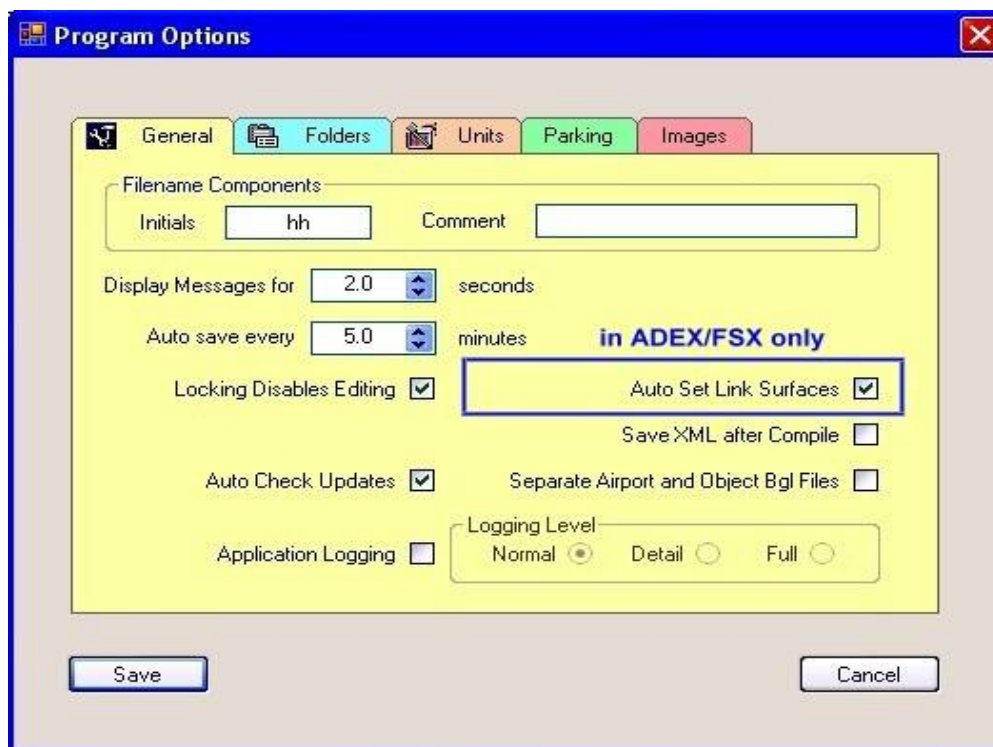 Program Options
General Folders Units Parking Images
Filename Components
Initials hh Comment
Display Messages for 2.0 seconds
Auto save every 5.0 minutes in ADEX/FSX only
Locking Disables Editing Auto Set Link Surfaces
Save XML after Compile
Auto Check Updates Separate Airport and Object Bgl Files
Logging Level
Application Logging Normal Detail Full
Save Cancel